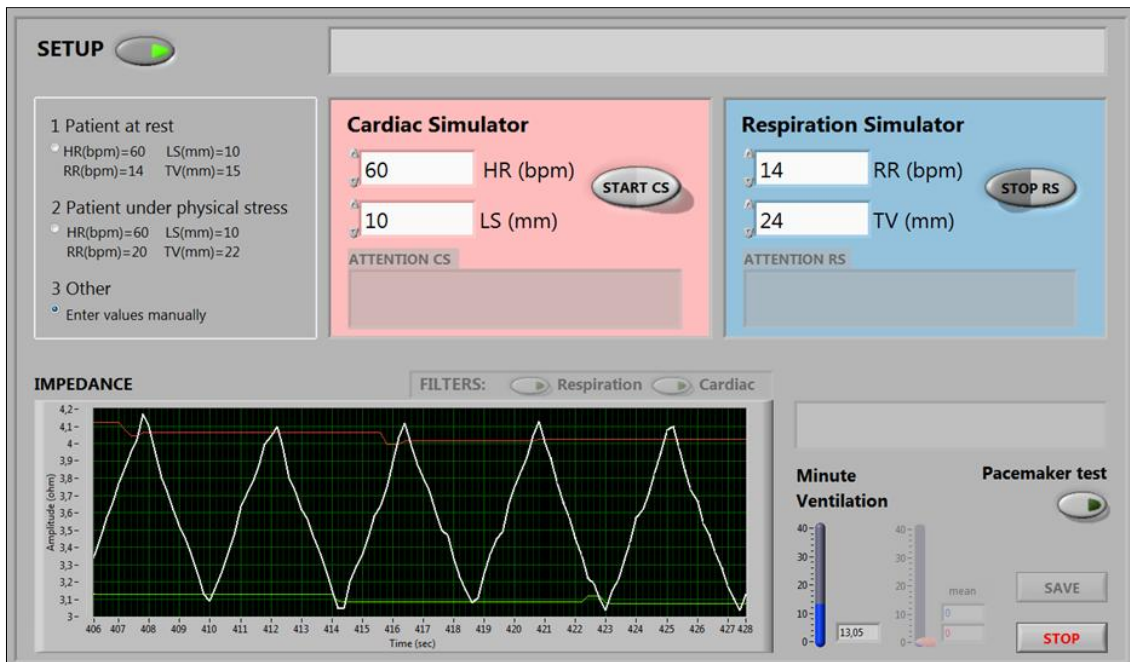 SETUP
1 Patient at rest
HR(bpm)=60 LS(mm)=10
RR(bpm)=14 TV(mm)=15
2 Patient under physical stress
HR(bpm)=60 LS(mm)=10
RR(bpm)=20 TV(mm)=22
3 Other
Enter values manually
Cardiac Simulator
60 HR (bpm)
START CS
10 LS (mm)
ATTENTION CS
Respiration Simulator
14 RR (bpm)
STOP RS
24 TV (mm)
ATTENTION RS
IMPEDANCE
FILTERS: Respiration Cardiac
Amplitude (ohm)
4,2-
4,1-
4-
3,9-
3,8-
3,7-
3,6-
3,5-
3,4-
3,3-
3,2-
3,1-
3-
406 407 408 409 410 411 412 413 414 415 416 417 418 419 420 421 422 423 424 425 426 427 428
Time (sec)
Minute
Ventilation
40-
30-
20-
10-
0-
13,05
40-
30-
20-
10-
0-
mean
0
0
Pacemaker test
SAVE
STOP